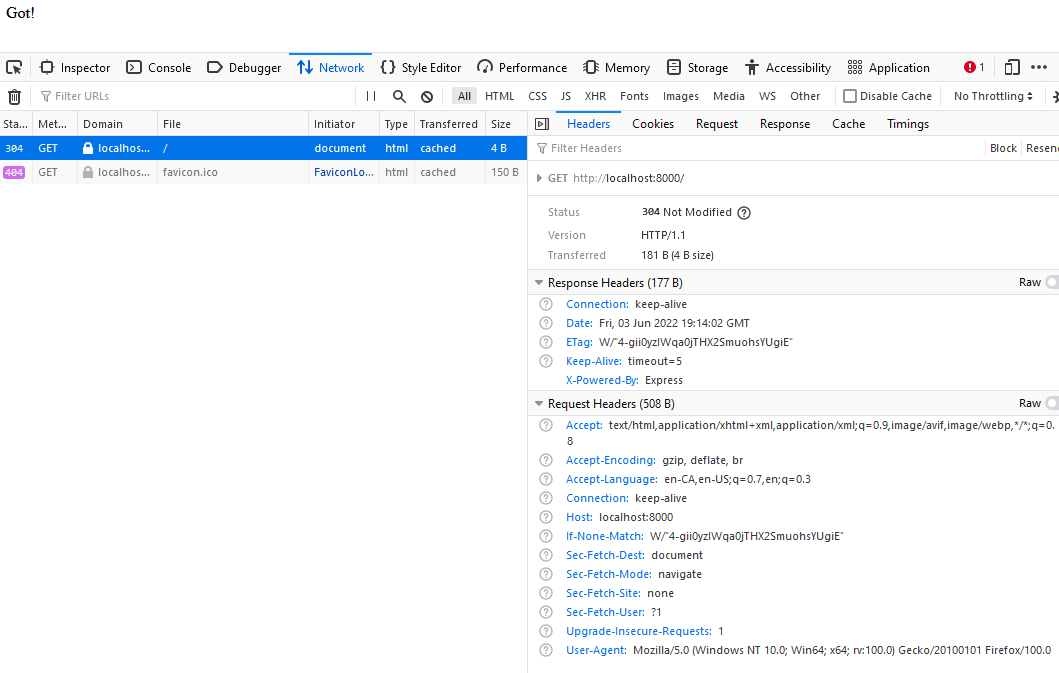 Got!
Inspector Console Debugger Network Style Editor Performance Memory Storage Accessibility Application 1
Filter URLs All HTML CSS JS XHR Fonts Images Media WS Other Disable Cache No Throttling
Sta... Met... Domain File Initiator Type Transferred Size
304 GET localhos... / document html cached 4 B
404 GET localhos... favicon.ico FaviconLo... html cached 150 B
Headers Cookies Request Response Cache Timings
Filter Headers Block Resen
GET http://localhost:8000/
Status 304 Not Modified
Version HTTP/1.1
Transferred 181 B (4 B size)
Response Headers (177 B) Raw
Connection: keep-alive
Date: Fri, 03 Jun 2022 19:14:02 GMT
ETag: W/"4-gii0yzlWqa0jTHX2SmuohsYUgiE"
Keep-Alive: timeout=5
X-Powered-By: Express
Request Headers (508 B) Raw
Accept: text/html,application/xhtml+xml,application/xml;q=0.9,image/avif,image/webp,*/*;q=0.
8
Accept-Encoding: gzip, deflate, br
Accept-Language: en-CA,en-US;q=0.7,en;q=0.3
Connection: keep-alive
Host: localhost:8000
If-None-Match: W/"4-gii0yzlWqa0jTHX2SmuohsYUgiE"
Sec-Fetch-Dest: document
Sec-Fetch-Mode: navigate
Sec-Fetch-Site: none
Sec-Fetch-User: ?1
Upgrade-Insecure-Requests: 1
User-Agent: Mozilla/5.0 (Windows NT 10.0; Win64; x64; rv:100.0) Gecko/20100101 Firefox/100.0